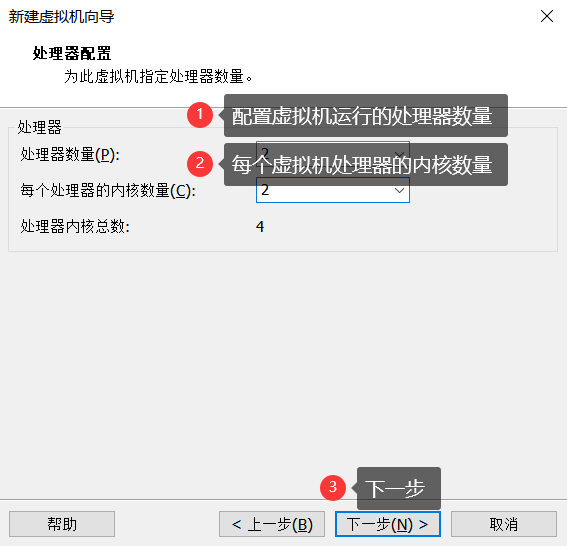 新建虚拟机向导
处理器配置
为此虚拟机指定处理器数量。
1 配置虚拟机运行的处理器数量
处理器
处理器数量(P): 2
2 每个虚拟机处理器的内核数量
每个处理器的内核数量(C): 2
处理器内核总数: 4
3 下一步
帮助 < 上一步(B) 下一步(N) > 取消